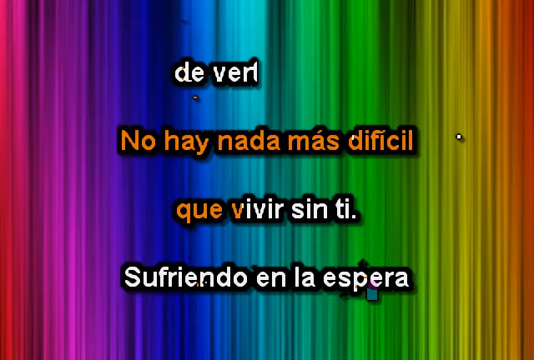 de verl
No hay nada más difícil
que vivir sin ti.
Sufriendo en la espera